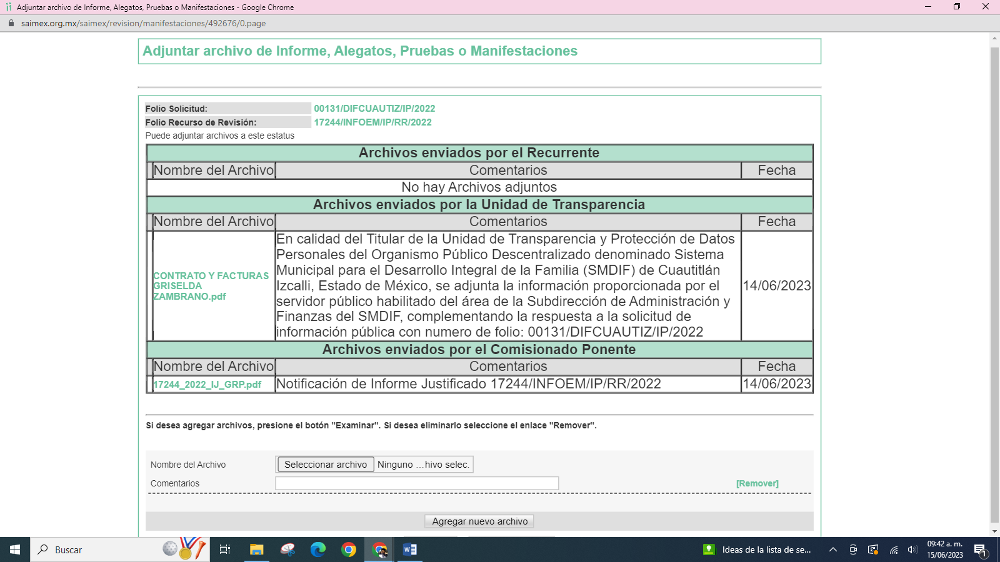 Adjuntar archivo de Informe, Alegatos, Pruebas o Manifestaciones - Google Chrome
saimex.org.mx/saimex/revision/manifestaciones/492676/0.page
Adjuntar archivo de Informe, Alegatos, Pruebas o Manifestaciones
Folio Solicitud: 00131/DIFCUAUTIZ/IP/2022
Folio Recurso de Revisión: 17244/INFOEM/IP/RR/2022
Puede adjuntar archivos a este estatus
Archivos enviados por el Recurrente
Nombre del Archivo Comentarios Fecha
No hay Archivos adjuntos
Archivos enviados por la Unidad de Transparencia
Nombre del Archivo Comentarios Fecha
CONTRATO Y FACTURAS
GRISELDA
ZAMBRANO.pdf
En calidad del Titular de la Unidad de Transparencia y Protección de Datos
Personales del Organismo Público Descentralizado denominado Sistema
Municipal para el Desarrollo Integral de la Familia (SMDIF) de Cuautitlán
Izcalli, Estado de México, se adjunta la información proporcionada por el
servidor público habilitado del área de la Subdirección de Administración y
Finanzas del SMDIF, complementando la respuesta a la solicitud de
información pública con numero de folio: 00131/DIFCUAUTIZ/IP/2022
14/06/2023
Archivos enviados por el Comisionado Ponente
Nombre del Archivo Comentarios Fecha
17244_2022_IJ_GRP.pdf Notificación de Informe Justificado 17244/INFOEM/IP/RR/2022 14/06/2023
Si desea agregar archivos, presione el botón "Examinar". Si desea eliminarlo seleccione el enlace "Remover".
Nombre del Archivo Seleccionar archivo Ninguno ...hivo selec.
Comentarios [Remover]
Agregar nuevo archivo
Buscar
Ideas de la lista de se...
09:42 a. m.
15/06/2023
1